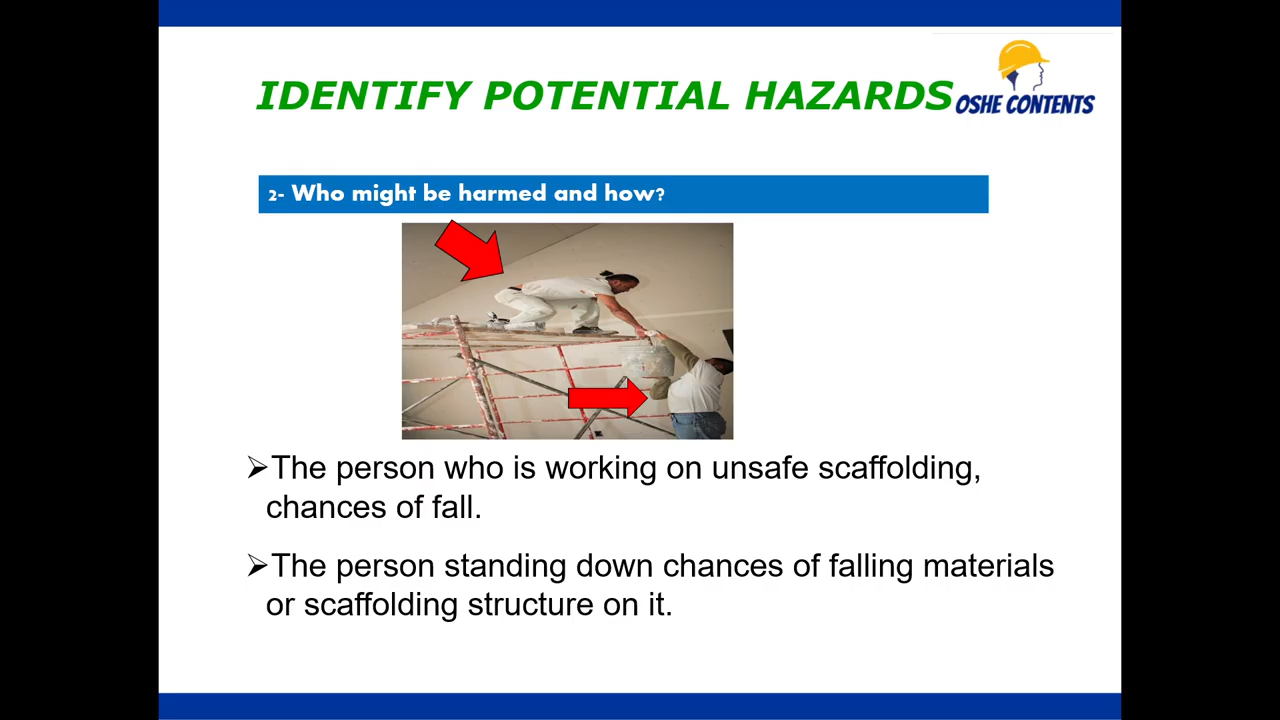 IDENTIFY POTENTIAL HAZARDS
OSHE CONTENTS
2- Who might be harmed and how?
➢The person who is working on unsafe scaffolding,
chances of fall.
➢The person standing down chances of falling materials
or scaffolding structure on it.